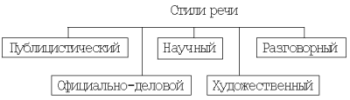 Стили речи
Публицистический Научный Разговорный
Официально-деловой Художественный